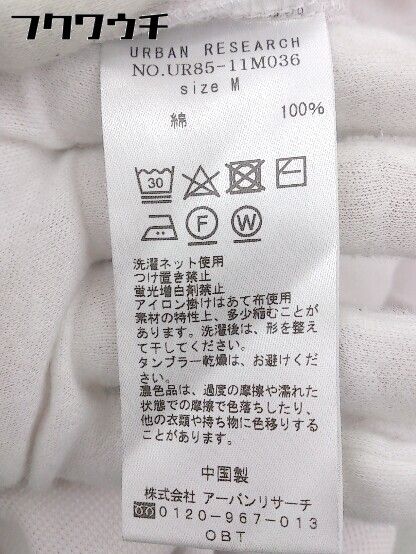 フクワウチ
URBAN RESEARCH
NO.UR85-11M036
size M
綿 100%
30
F W
洗濯ネット使用
つけ置き禁止
蛍光増白剤禁止
アイロン掛けはあて布使用
素材の特性上、多少縮むことが
あります。洗濯後は、形を整え
て干してください。
タンブラー乾燥は、お避けくだ
さい。
濃色品は、過度の摩擦や濡れた
状態での摩擦で色落ちしたり、
他の衣類や持ち物に色移りする
ことがあります。
中国製
株式会社 アーバンリサーチ
0120-967-013
OBT